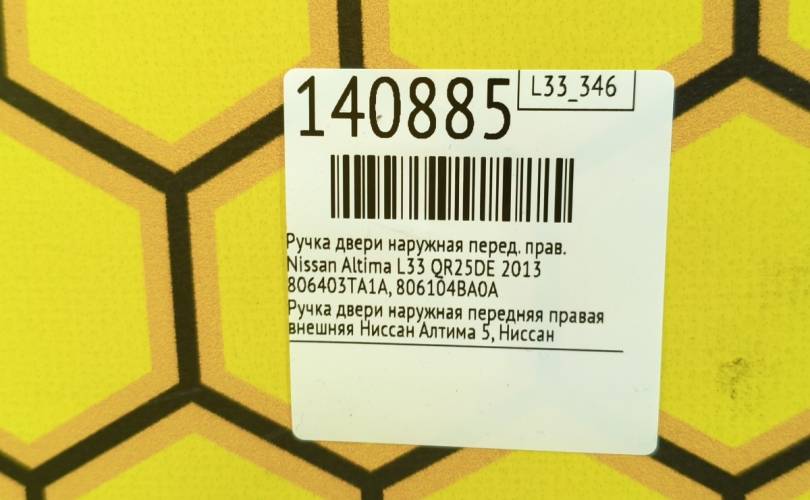 140885
L33_346
Ручка двери наружная перед. прав.
Nissan Altima L33 QR25DE 2013
806403TA1A, 806104BA0A
Ручка двери наружная передняя правая
внешняя Ниссан Алтима 5, Ниссан